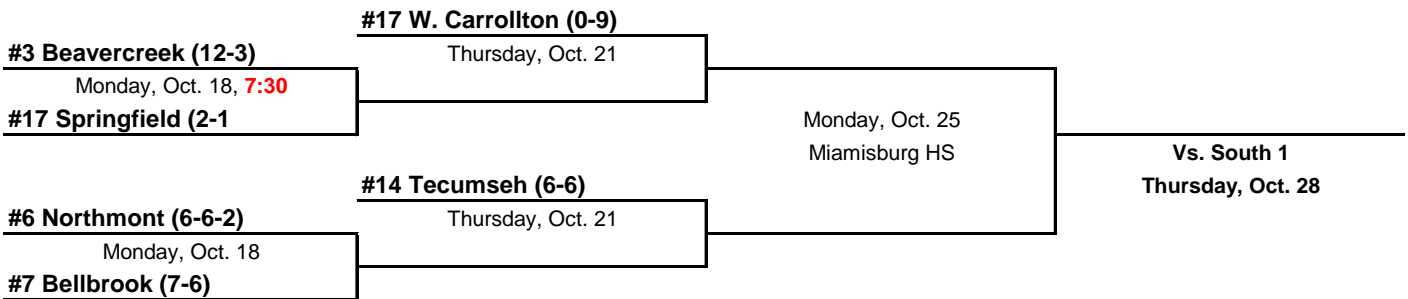 #17 W. Carrollton (0-9)
#3 Beavercreek (12-3)
Thursday, Oct. 21
Monday, Oct. 18, 7:30
#17 Springfield (2-1
Monday, Oct. 25
Miamisburg HS
Vs. South 1
#14 Tecumseh (6-6)
Thursday, Oct. 28
#6 Northmont (6-6-2)
Thursday, Oct. 21
Monday, Oct. 18
#7 Bellbrook (7-6)